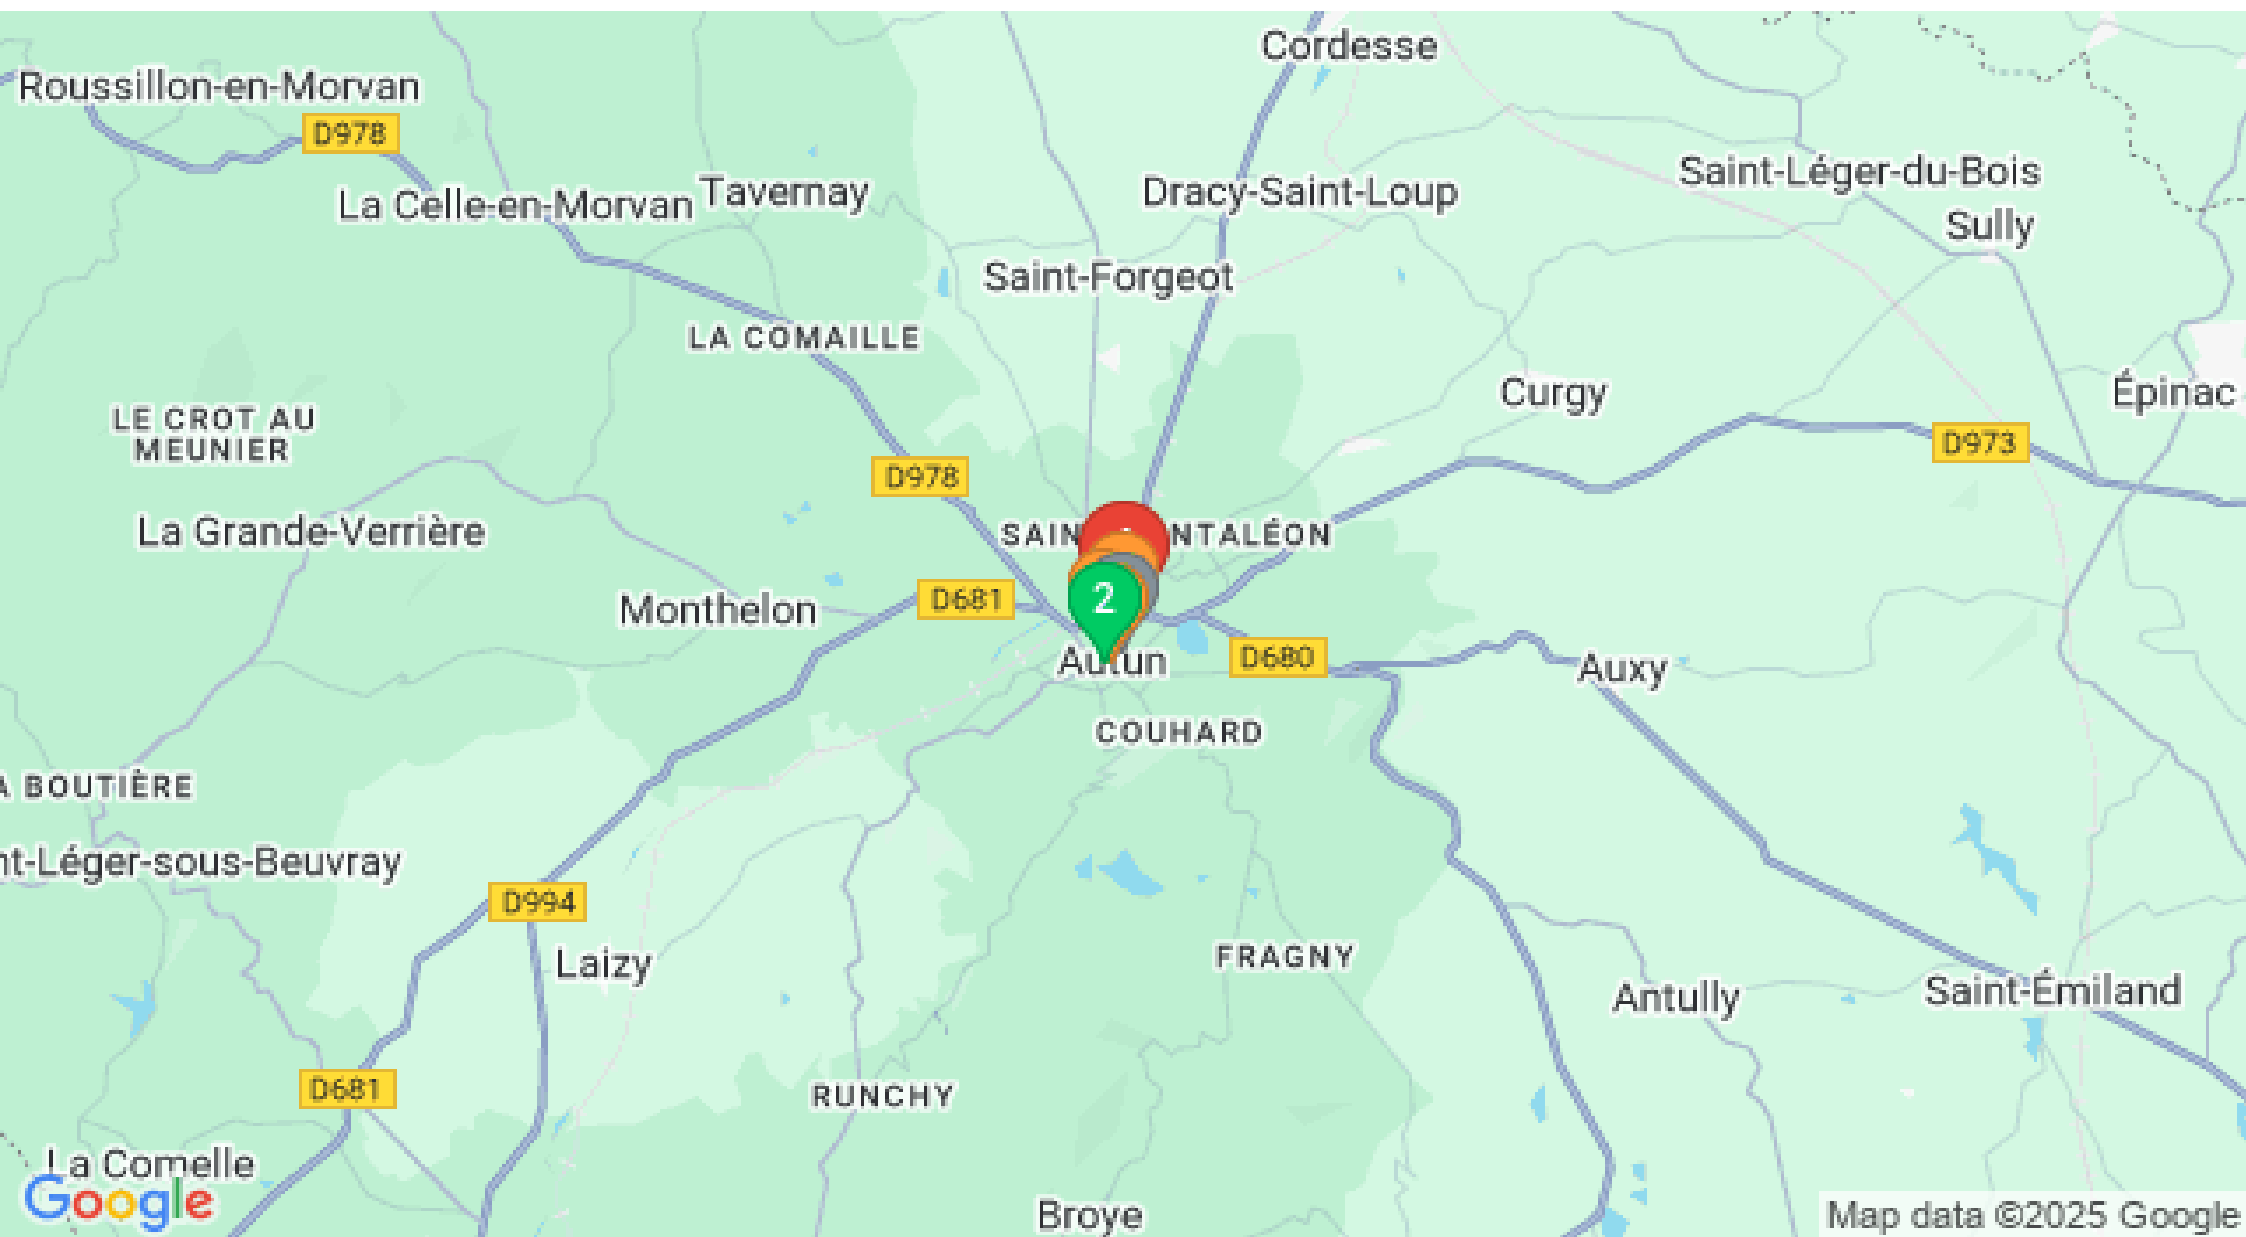 Cordesse
Roussillon-en-Morvan
D978
Saint-Léger-du-Bois
La Celle-en-Morvan
Tavernay
Dracy-Saint-Loup
Sully
Saint-Forgeot
LA COMAILLE
Curgy
Épinac
LE CROT AU
MEUNIER
D973
D978
La Grande-Verrière
SAIN
NTALÉON
Monthelon
D681
2
Autun
D680
Auxy
COUHARD
A BOUTIÈRE
nt-Léger-sous-Beuvray
D994
Laizy
FRAGNY
Antully
Saint-Émiland
D681
RUNCHY
La Comelle
Google
Broye
Map data ©2025 Google